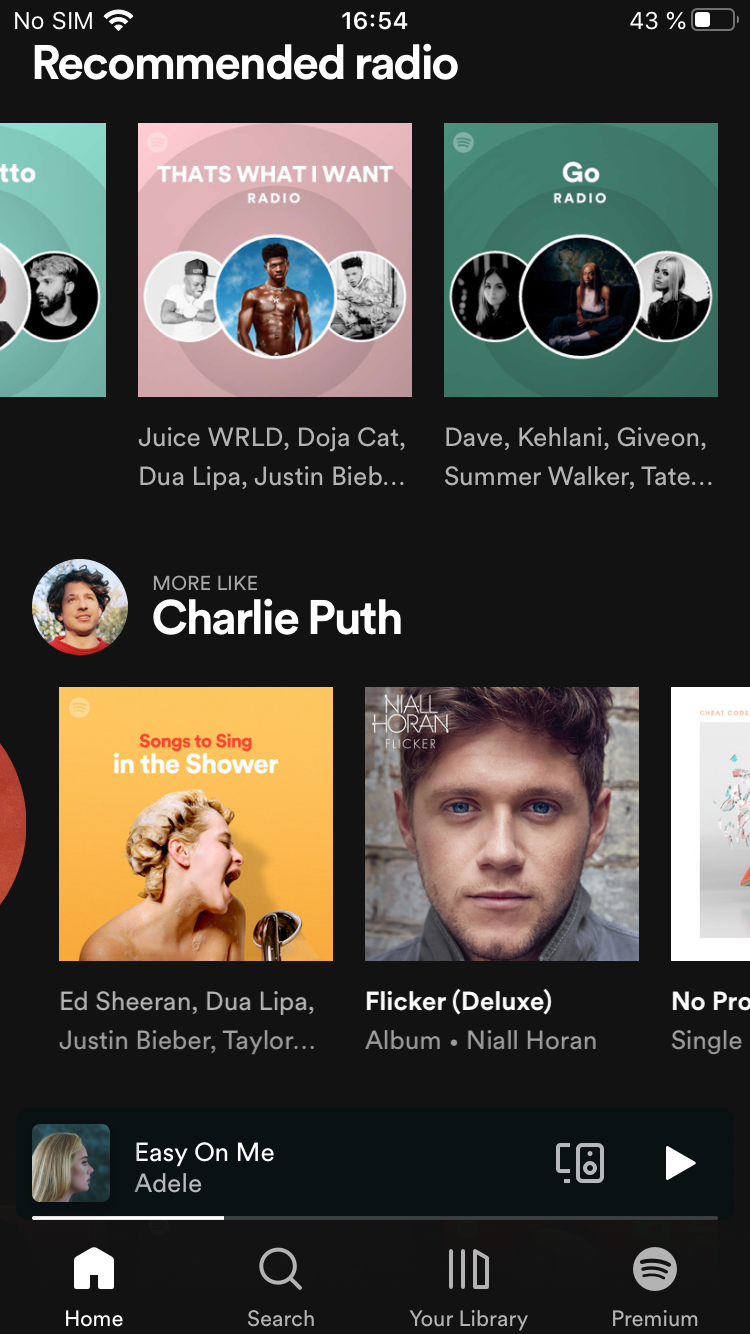 No SIM 16:54 43 %
Recommended radio
tto
THATS WHAT I WANT
RADIO
Go
RADIO
Juice WRLD, Doja Cat,
Dua Lipa, Justin Bieb...
Dave, Kehlani, Giveon,
Summer Walker, Tate...
MORE LIKE
Charlie Puth
Songs to Sing
in the Shower
NIALL
HORAN
FLICKER
CHEAT CODE
Ed Sheeran, Dua Lipa,
Justin Bieber, Taylor...
Flicker (Deluxe)
Album • Niall Horan
No Pro
Single
Easy On Me
Adele
Home
Search
Your Library
Premium